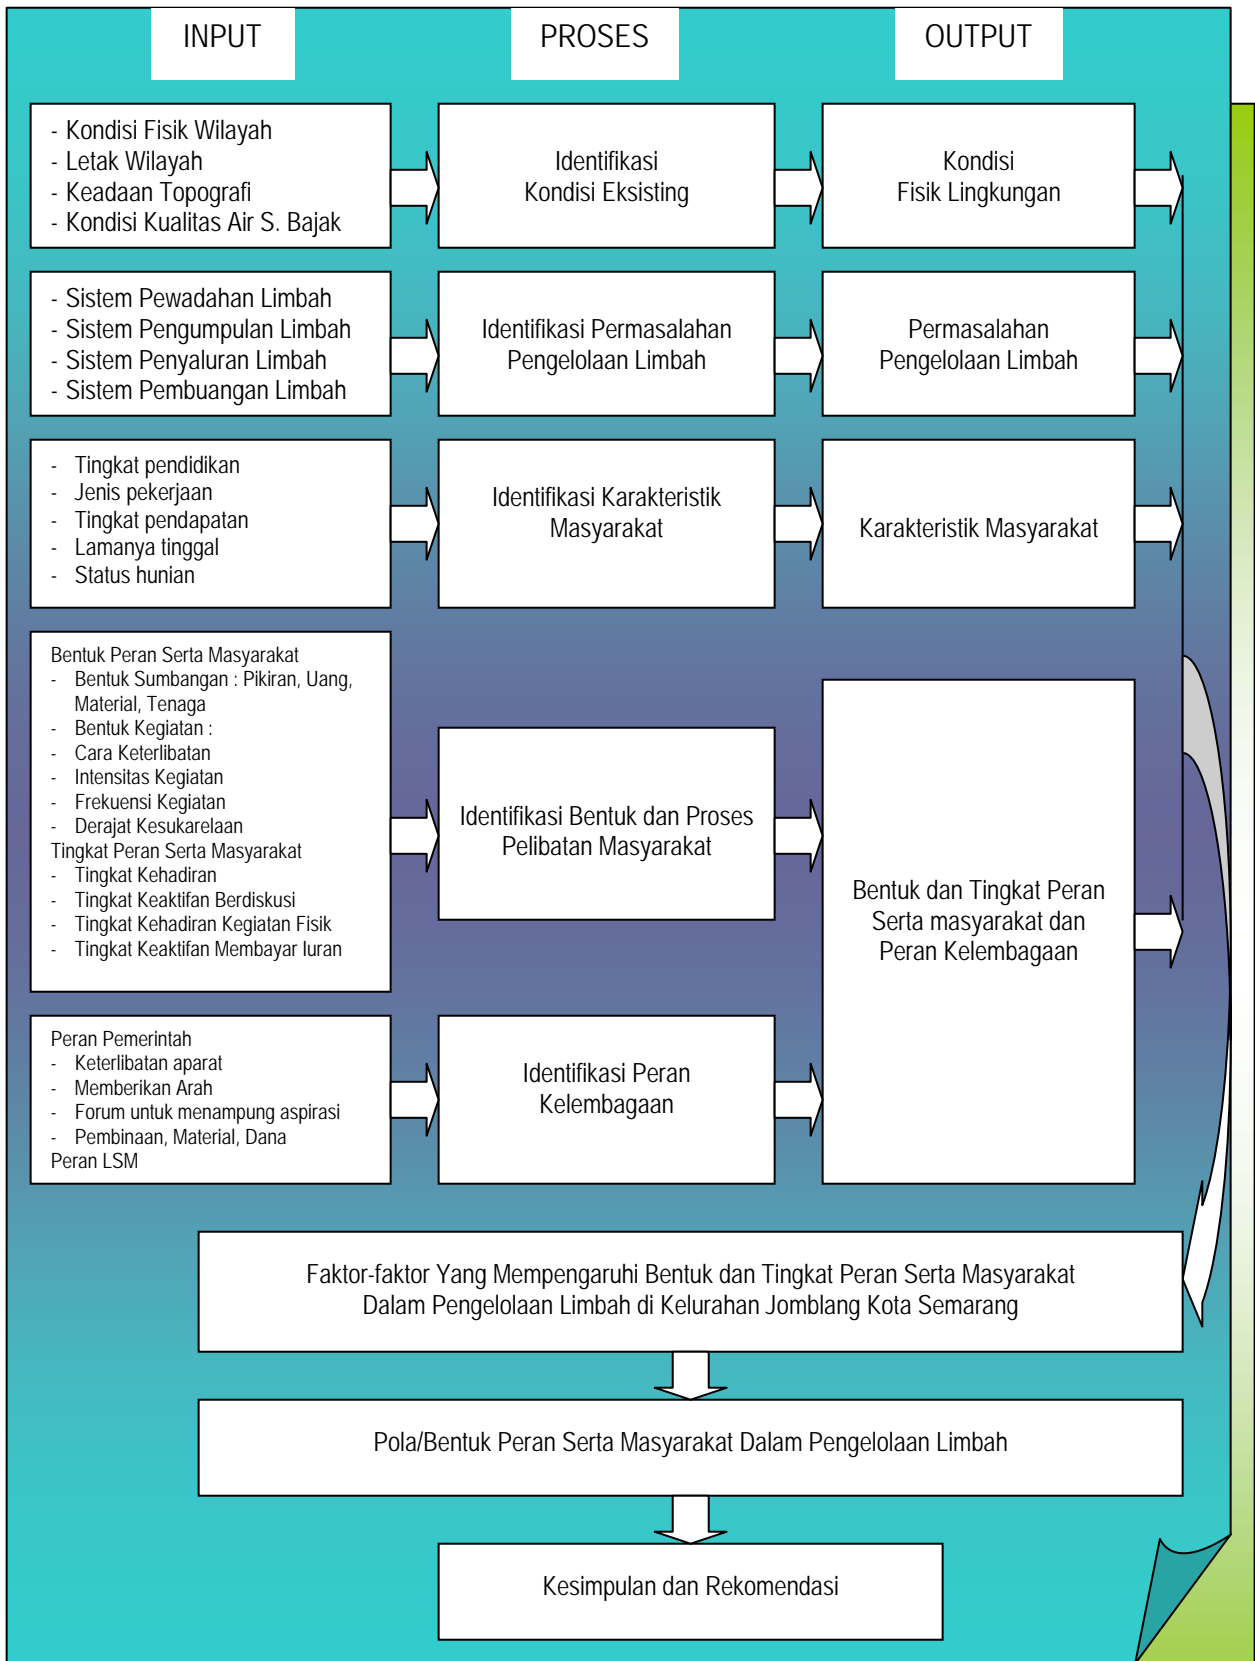 INPUT
PROSES
OUTPUT
- Kondisi Fisik Wilayah
- Letak Wilayah
- Keadaan Topografi
- Kondisi Kualitas Air S. Bajak
Identifikasi
Kondisi Eksisting
Kondisi
Fisik Lingkungan
- Sistem Pewadahan Limbah
- Sistem Pengumpulan Limbah
- Sistem Penyaluran Limbah
- Sistem Pembuangan Limbah
Identifikasi Permasalahan
Pengelolaan Limbah
Permasalahan
Pengelolaan Limbah
- Tingkat pendidikan
- Jenis pekerjaan
- Tingkat pendapatan
- Lamanya tinggal
- Status hunian
Identifikasi Karakteristik
Masyarakat
Karakteristik Masyarakat
Bentuk Peran Serta Masyarakat
- Bentuk Sumbangan : Pikiran, Uang,
Material, Tenaga
- Bentuk Kegiatan :
- Cara Keterlibatan
- Intensitas Kegiatan
- Frekuensi Kegiatan
- Derajat Kesukarelaan
Tingkat Peran Serta Masyarakat
- Tingkat Kehadiran
- Tingkat Keaktifan Berdiskusi
- Tingkat Kehadiran Kegiatan Fisik
- Tingkat Keaktifan Membayar Iuran
Identifikasi Bentuk dan Proses
Pelibatan Masyarakat
Bentuk dan Tingkat Peran
Serta masyarakat dan
Peran Kelembagaan
Peran Pemerintah
- Keterlibatan aparat
- Memberikan Arah
- Forum untuk menampung aspirasi
- Pembinaan, Material, Dana
Peran LSM
Identifikasi Peran
Kelembagaan
Faktor-faktor Yang Mempengaruhi Bentuk dan Tingkat Peran Serta Masyarakat
Dalam Pengelolaan Limbah di Kelurahan Jomblang Kota Semarang
Pola/Bentuk Peran Serta Masyarakat Dalam Pengelolaan Limbah
Kesimpulan dan Rekomendasi